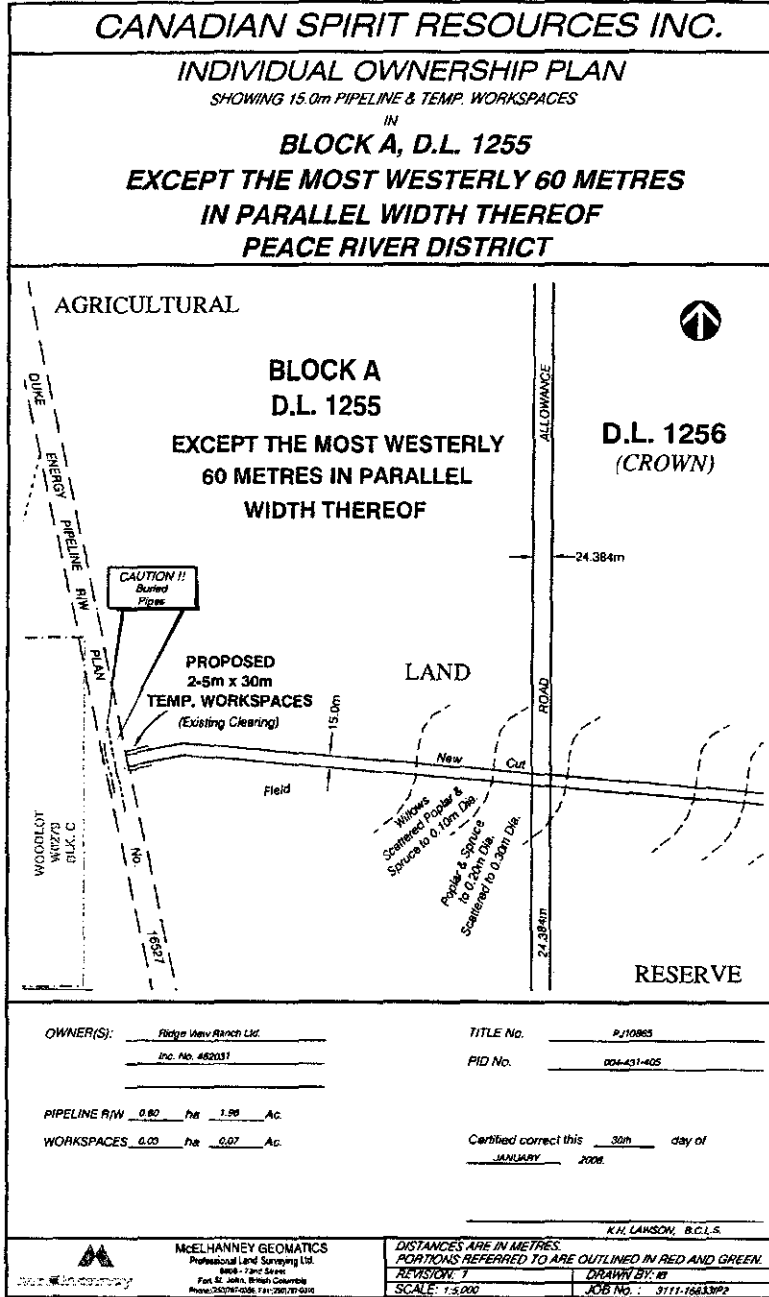 CANADIAN SPIRIT RESOURCES INC.
INDIVIDUAL OWNERSHIP PLAN
SHOWING 15.0m PIPELINE & TEMP. WORKSPACES
IN
BLOCK A, D.L. 1255
EXCEPT THE MOST WESTERLY 60 METRES
IN PARALLEL WIDTH THEREOF
PEACE RIVER DISTRICT
AGRICULTURAL
BLOCK A
D.L. 1255
EXCEPT THE MOST WESTERLY
60 METRES IN PARALLEL
WIDTH THEREOF
ALLOWANCE
D.L. 1256
(CROWN)
DUKE ENERGY PIPELINE R/W PLAN No. 16527
24.384m
CAUTION !!
Buried
Pipes
PROPOSED
2-5m x 30m
TEMP. WORKSPACES
(Existing Clearing)
LAND
ROAD
15.0m
New Cut
Field
Willows
Scattered Poplar &
Spruce to 0.10m Dia.
Poplar & Spruce
to 0.20m Dia.
Scattered to 0.30m Dia.
WOODLOT
W0279
BLK. C
24.384m
RESERVE
OWNER(S): Ridge View Ranch Ltd.
Inc. No. 462031
TITLE No. PJ10865
PID No. 004-431-405
PIPELINE R/W 0.80 ha 1.98 Ac.
WORKSPACES 0.03 ha 0.07 Ac.
Certified correct this 30th day of
JANUARY 2006.
K.H. LAWSON, B.C.L.S.
McELHANNEY GEOMATICS
Professional Land Surveying Ltd.
Fort St. John, British Columbia
DISTANCES ARE IN METRES.
PORTIONS REFERRED TO ARE OUTLINED IN RED AND GREEN.
REVISION: 1
DRAWN BY:
SCALE: 1:5,000
JOB No. : 3111-16633IP2